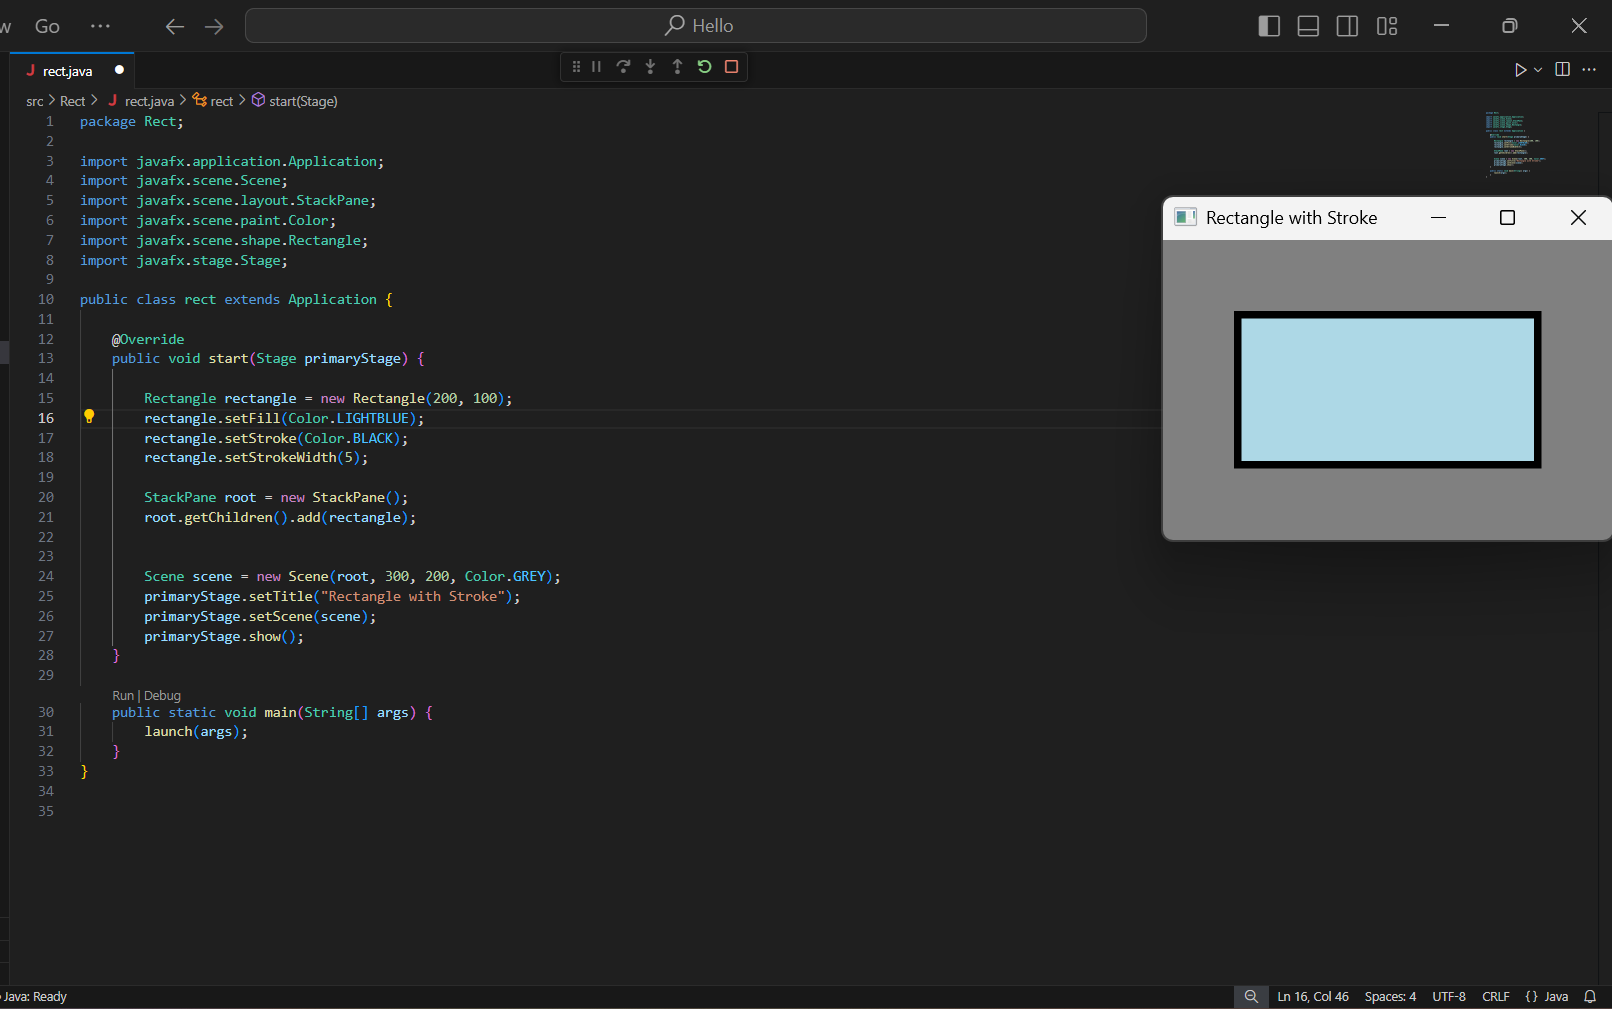 w Go ···
Hello
J rect.java
src > Rect > J rect.java > rect > start(Stage)
1 package Rect;
2
3 import javafx.application.Application;
4 import javafx.scene.Scene;
5 import javafx.scene.layout.StackPane;
6 import javafx.scene.paint.Color;
7 import javafx.scene.shape.Rectangle;
8 import javafx.stage.Stage;
9
10 public class rect extends Application {
11
12 @Override
13 public void start(Stage primaryStage) {
14
15 Rectangle rectangle = new Rectangle(200, 100);
16 rectangle.setFill(Color.LIGHTBLUE);
17 rectangle.setStroke(Color.BLACK);
18 rectangle.setStrokeWidth(5);
19
20 StackPane root = new StackPane();
21 root.getChildren().add(rectangle);
22
23
24 Scene scene = new Scene(root, 300, 200, Color.GREY);
25 primaryStage.setTitle("Rectangle with Stroke");
26 primaryStage.setScene(scene);
27 primaryStage.show();
28 }
29
Run | Debug
30 public static void main(String[] args) {
31 launch(args);
32 }
33 }
34
35
Rectangle with Stroke
Java: Ready
Ln 16, Col 46 Spaces: 4 UTF-8 CRLF {} Java